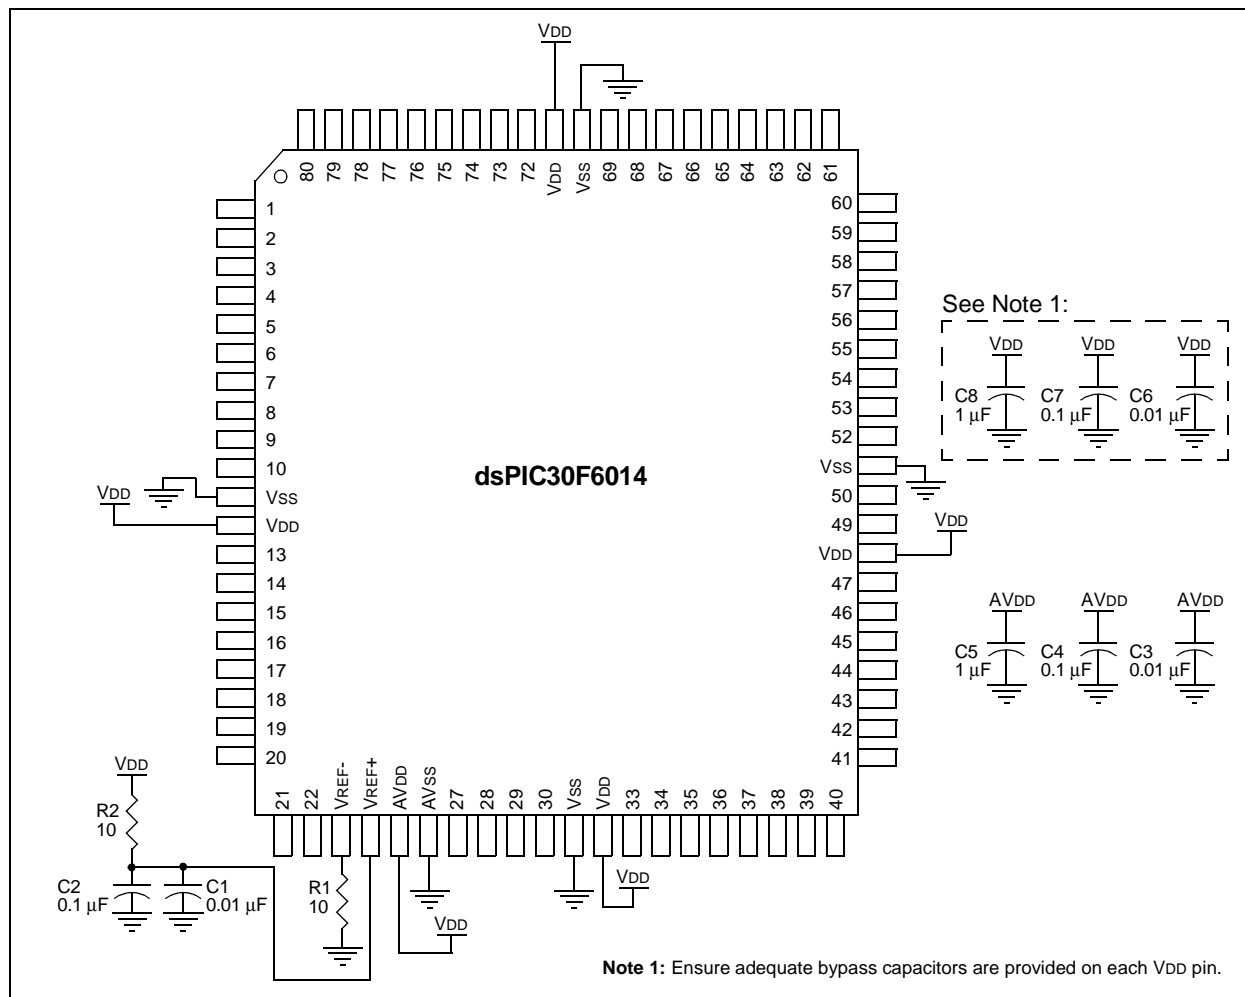 VDD
80 79 78 77 76 75 74 73 72 VDD VSS 69 68 67 66 65 64 63 62 61
1
2
3
4
5
6
7
8
9
10
VSS
VDD
VDD
13
14
15
16
17
18
19
20
dsPIC30F6014
60
59
58
57
56
55
54
53
52
VSS
50
49
VDD
VDD
47
46
45
44
43
42
41
21 22 VREF- VREF+ AVDD AVSS 27 28 29 30 VSS VDD 33 34 35 36 37 38 39 40
See Note 1:
VDD VDD VDD
C8 C7 C6
1 µF 0.1 µF 0.01 µF
AVDD AVDD AVDD
C5 C4 C3
1 µF 0.1 µF 0.01 µF
VDD
R2
10
C2 C1
0.1 µF 0.01 µF
R1
10
VDD
VDD
Note 1: Ensure adequate bypass capacitors are provided on each VDD pin.